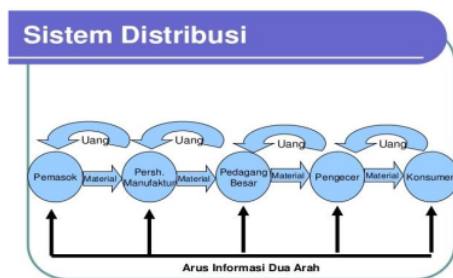 Sistem Distribusi
Uang Uang Uang Uang
Pemasok
Material
Persh.
Manufaktur
Material
Pedagang
Besar
Material
Pengecer
Material
Konsumen
Arus Informasi Dua Arah